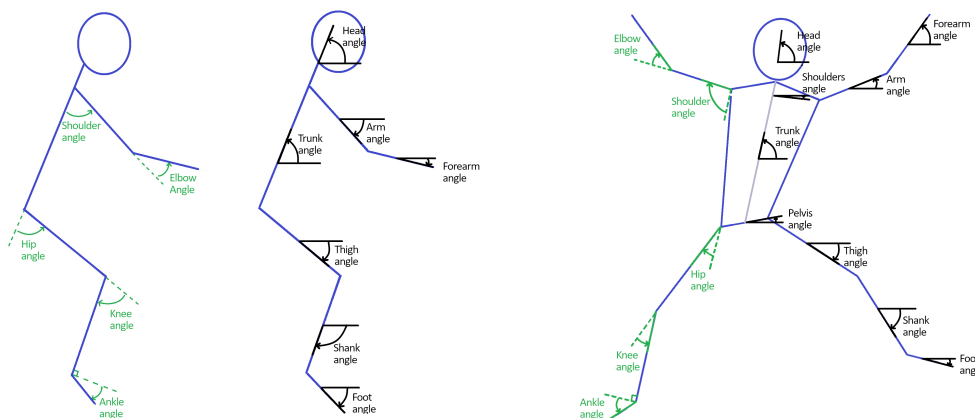 Shoulder
angle
Elbow
Angle
Hip
angle
Knee
angle
Ankle
angle
Head
angle
Trunk
angle
Arm
angle
Forearm
angle
Thigh
angle
Shank
angle
Foot
angle
Elbow
angle
Shoulder
angle
Hip
angle
Knee
angle
Ankle
angle
Head
angle
Shoulders
angle
Trunk
angle
Pelvis
angle
Forearm
angle
Arm
angle
Thigh
angle
Shank
angle
Foo
angle